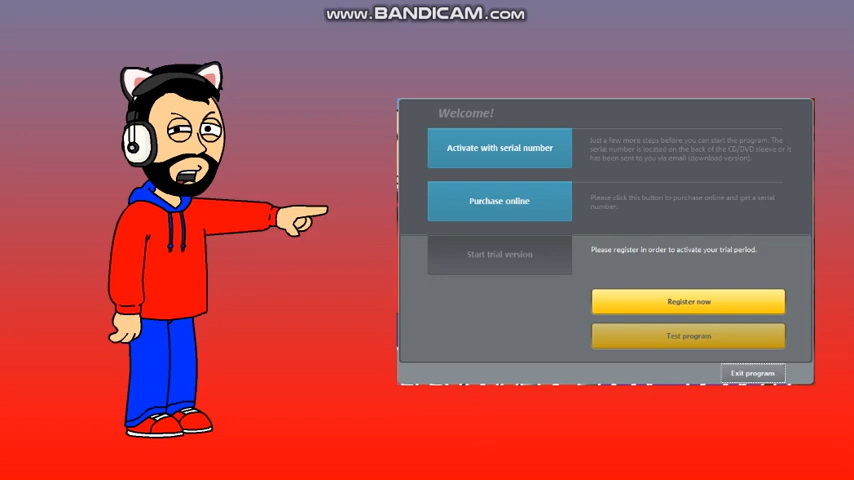 WWW.BANDICAM.COM
Welcome!
Activate with serial number
Just a few more steps before you can start the program. The
serial number is located on the back of the CD/DVD sleeve or it
has been sent to you via email (download version).
Purchase online
Please click this button to purchase online and get a serial
number.
Start trial version
Please register in order to activate your trial period.
Register now
Test program
Exit program